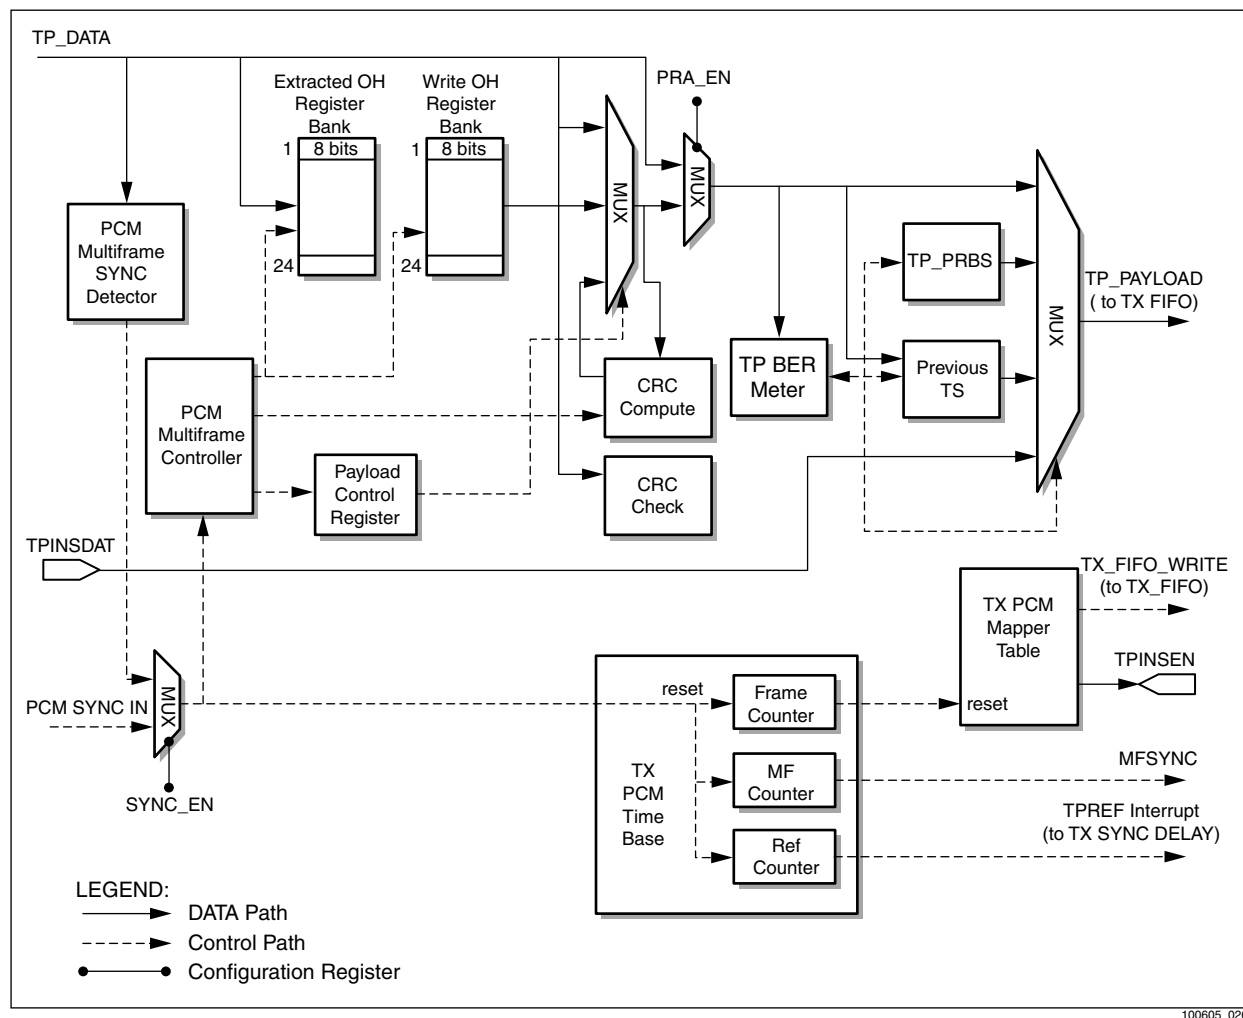 TP_DATA
Extracted OH
Register
Bank
Write OH
Register
Bank
PRA_EN
1
8 bits
1
8 bits
24
24
MUX
MUX
PCM
Multiframe
SYNC
Detector
TP_PRBS
MUX
TP_PAYLOAD
( to TX FIFO)
TP BER
Meter
Previous
TS
PCM
Multiframe
Controller
CRC
Compute
Payload
Control
Register
CRC
Check
TPINSDAT
TX_FIFO_WRITE
(to TX_FIFO)
TX PCM
Mapper
Table
reset
TPINSEN
PCM SYNC IN
MUX
SYNC_EN
reset
Frame
Counter
TX
PCM
Time
Base
MF
Counter
MFSYNC
Ref
Counter
TPREF Interrupt
(to TX SYNC DELAY)
LEGEND:
DATA Path
Control Path
Configuration Register